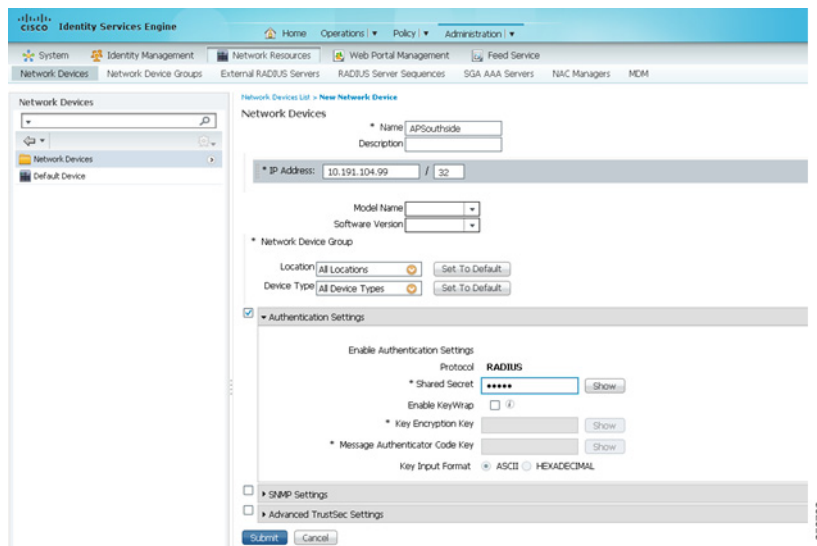 CISCO Identity Services Engine
Home Operations Policy Administration
System Identity Management Network Resources Web Portal Management Feed Service
Network Devices Network Device Groups External RADIUS Servers RADIUS Server Sequences SGA AAA Servers NAC Managers MDM
Network Devices
Network Devices
Default Device
Network Devices List > New Network Device
Network Devices
* Name APSouthside
Description
* IP Address: 10.191.104.99 / 32
Model Name
Software Version
* Network Device Group
Location All Locations Set To Default
Device Type All Device Types Set To Default
Authentication Settings
Enable Authentication Settings
Protocol RADIUS
* Shared Secret ••••• Show
Enable KeyWrap
* Key Encryption Key Show
* Message Authenticator Code Key Show
Key Input Format ASCII HEXADECIMAL
SNMP Settings
Advanced TrustSec Settings
Submit Cancel